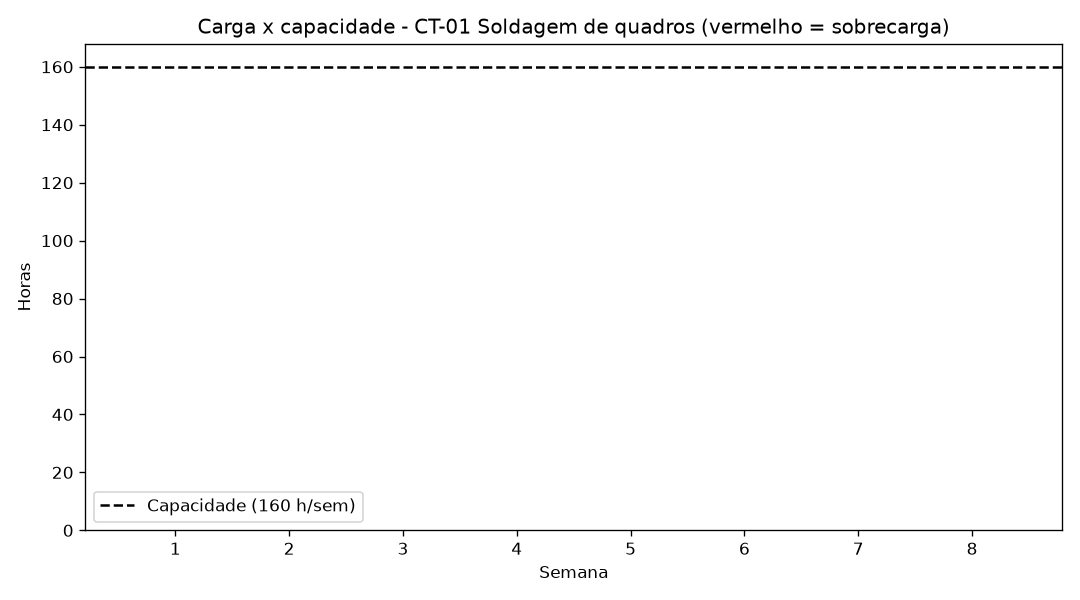 Carga x capacidade - CT-01 Soldagem de quadros (vermelho = sobrecarga)
160
140
120
100
80
60
40
20
0
Horas
Capacidade (160 h/sem)
1 2 3 4 5 6 7 8
Semana